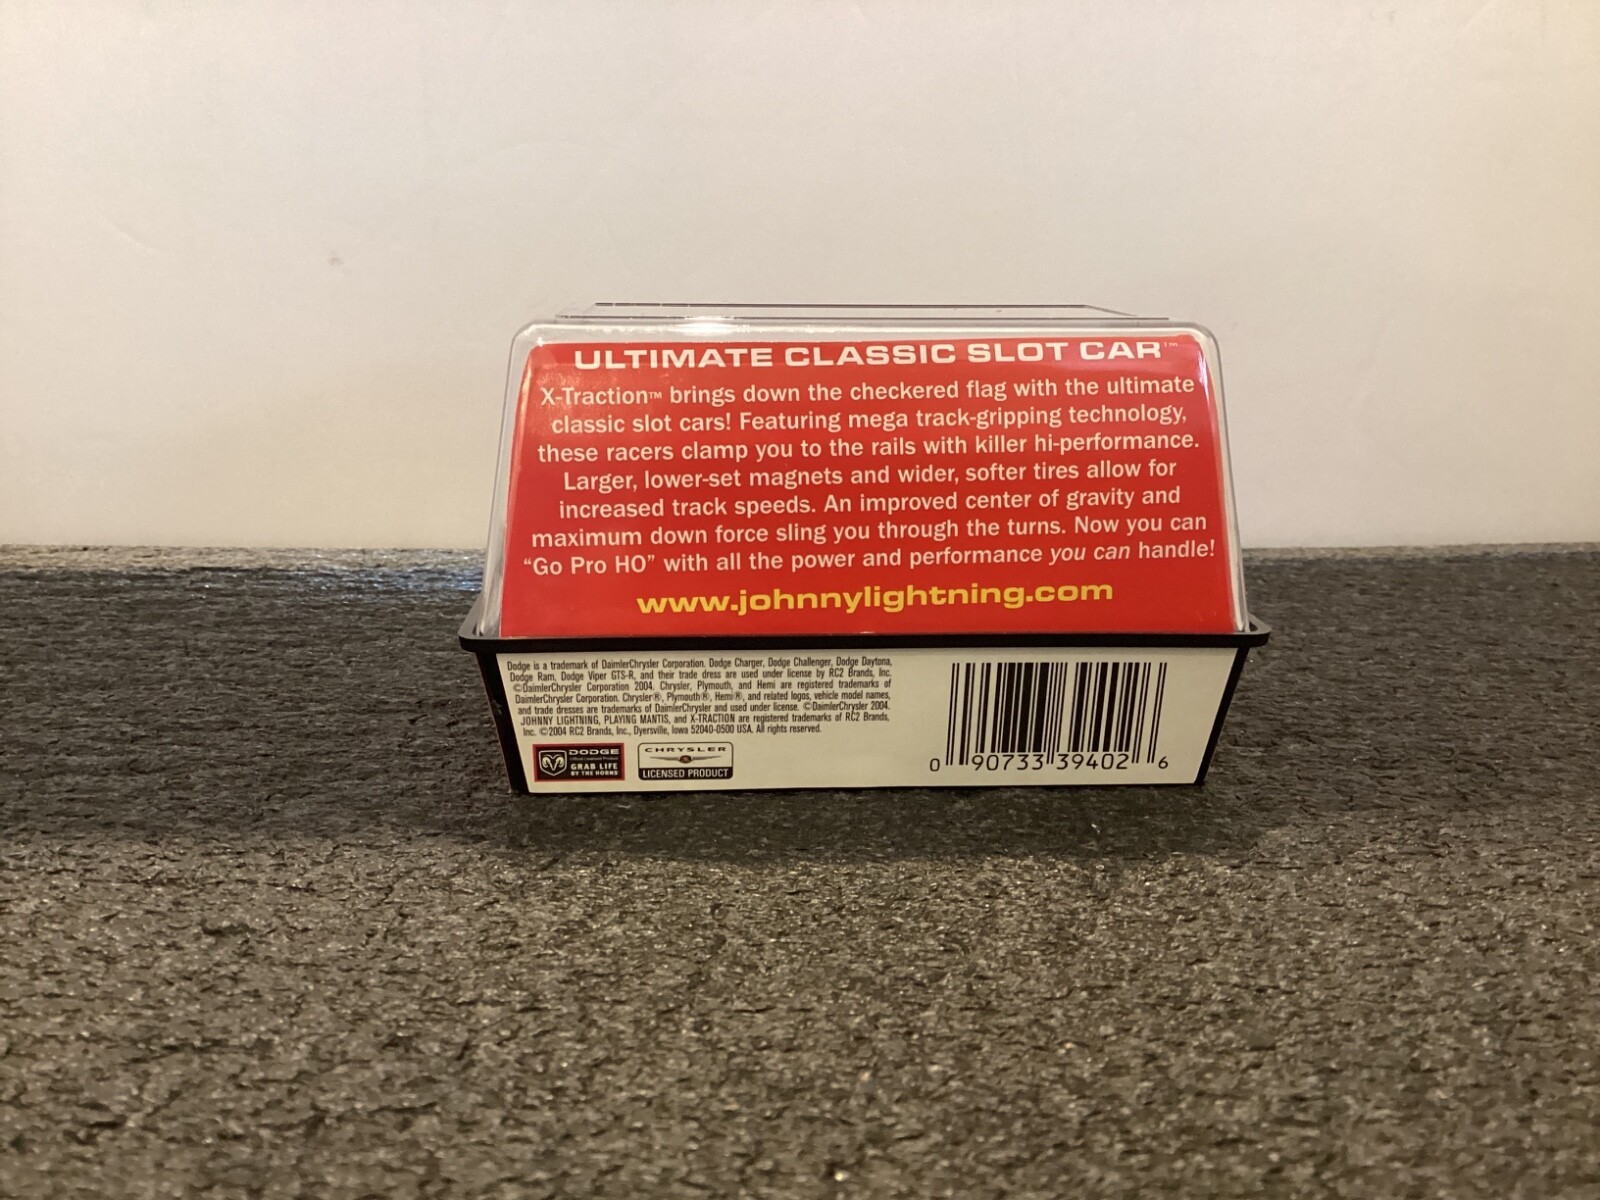 ULTIMATE CLASSIC SLOT CAR™
X-Traction™ brings down the checkered flag with the ultimate
classic slot cars! Featuring mega track-gripping technology,
these racers clamp you to the rails with killer hi-performance.
Larger, lower-set magnets and wider, softer tires allow for
increased track speeds. An improved center of gravity and
maximum down force sling you through the turns. Now you can
"Go Pro HO" with all the power and performance you can handle!
www.johnnylightning.com
Dodge is a trademark of DaimlerChrysler Corporation. Dodge Charger, Dodge Challenger, Dodge Daytona,
Dodge Ram, Dodge Viper GTS-R, and their trade dress are used under license by RC2 Brands, Inc.
©DaimlerChrysler Corporation 2004. Chrysler, Plymouth, and Hemi are registered trademarks of
DaimlerChrysler Corporation. Chrysler®, Plymouth®, Hemi®, and related logos, vehicle model names,
and trade dresses are trademarks of DaimlerChrysler and used under license. ©DaimlerChrysler 2004.
JOHNNY LIGHTNING, PLAYING MANTIS, and X-TRACTION are registered trademarks of RC2 Brands,
Inc. ©2004 RC2 Brands, Inc., Dyersville, Iowa 52040-0500 USA. All rights reserved.
DODGE
Official Licensed Product
GRAB LIFE
BY THE HORNS
CHRYSLER
LICENSED PRODUCT
0 90733 39402 6